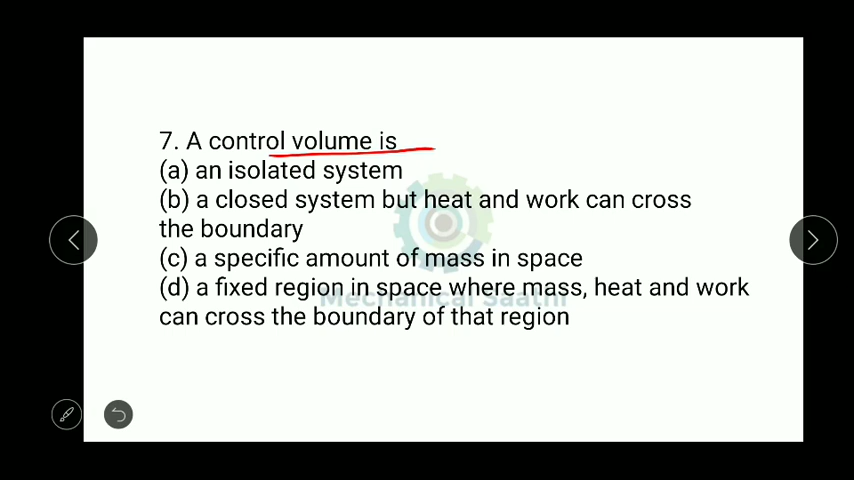 7. A control volume is
(a) an isolated system
(b) a closed system but heat and work can cross
the boundary
(c) a specific amount of mass in space
(d) a fixed region in space where mass, heat and work
Mechanical Saathi
can cross the boundary of that region